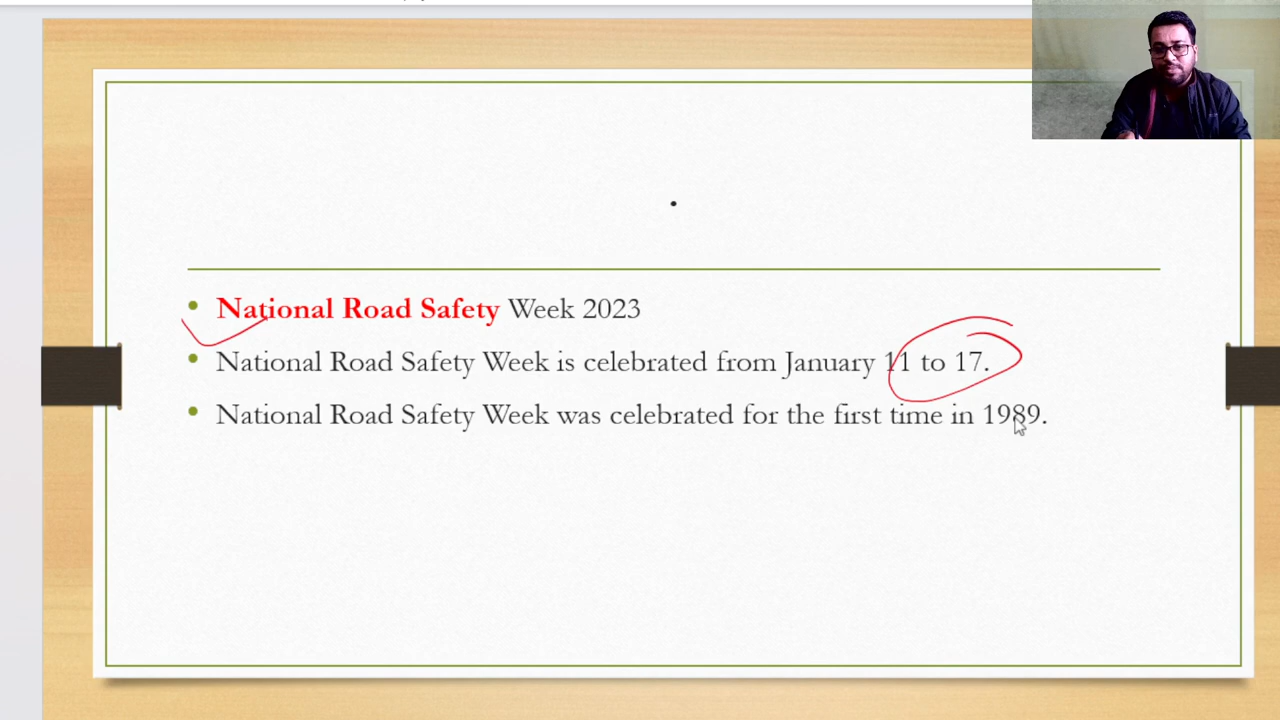 .
National Road Safety Week 2023
National Road Safety Week is celebrated from January 11 to 17.
National Road Safety Week was celebrated for the first time in 1989.